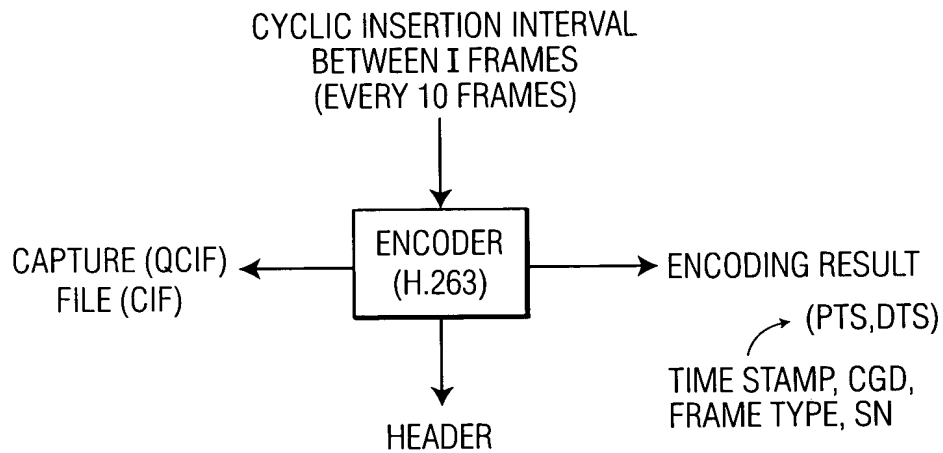 CYCLIC INSERTION INTERVAL
BETWEEN I FRAMES
(EVERY 10 FRAMES)
ENCODER
(H.263)
CAPTURE (QCIF)
FILE (CIF)
ENCODING RESULT
(PTS,DTS)
TIME STAMP, CGD,
FRAME TYPE, SN
HEADER